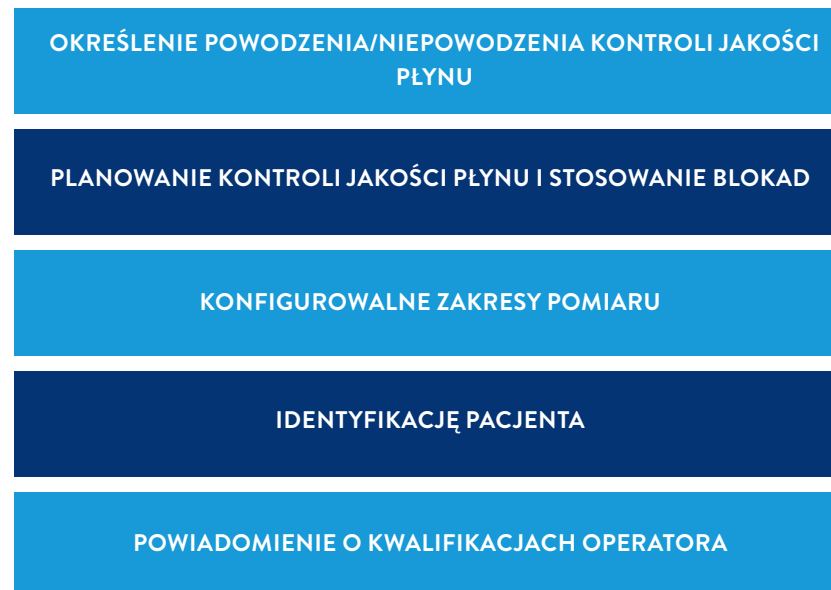 OKREŚLENIE POWODZENIA/NIEPOWODZENIA KONTROLI JAKOŚCI
PŁYNU
PLANOWANIE KONTROLI JAKOŚCI PŁYNU I STOSOWANIE BLOKAD
KONFIGUROWALNE ZAKRESY POMIARU
IDENTYFIKACJĘ PACJENTA
POWIADOMIENIE O KWALIFIKACJACH OPERATORA